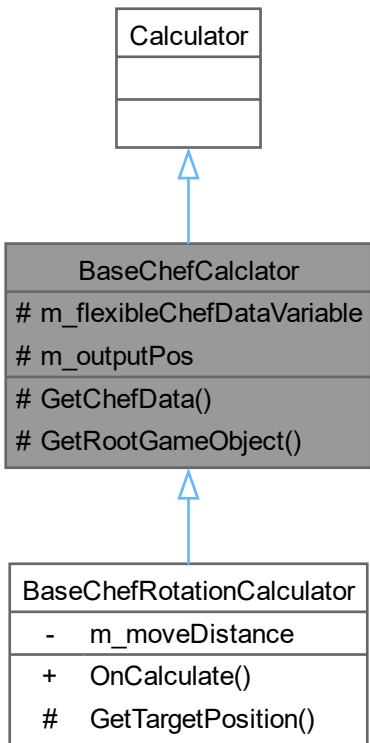 Calculator
BaseChefCalclator
# m_flexibleChefDataVariable
# m_outputPos
# GetChefData()
# GetRootGameObject()
BaseChefRotationCalculator
- m_moveDistance
+ OnCalculate()
# GetTargetPosition()